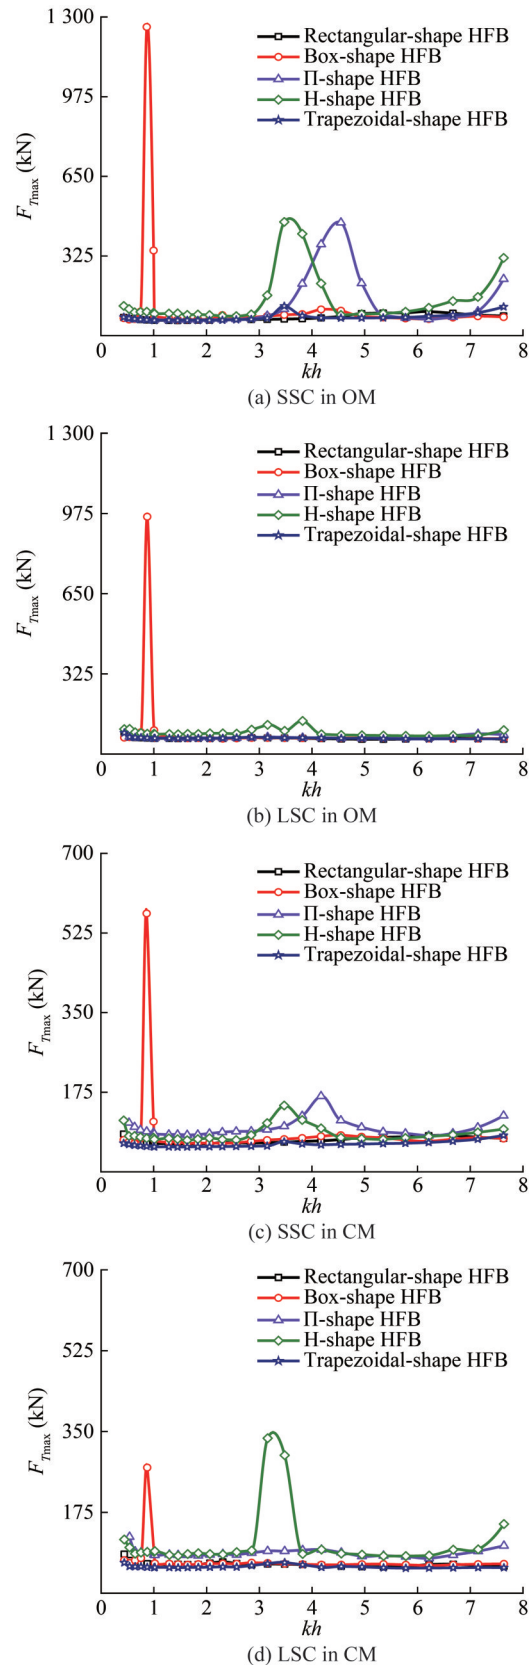 1 300
975
650
325
F_Tmax (kN)
Rectangular-shape HFB
Box-shape HFB
Π-shape HFB
H-shape HFB
Trapezoidal-shape HFB
0 1 2 3 4 5 6 7 8
kh
(a) SSC in OM
1 300
975
650
325
F_Tmax (kN)
Rectangular-shape HFB
Box-shape HFB
Π-shape HFB
H-shape HFB
Trapezoidal-shape HFB
0 1 2 3 4 5 6 7 8
kh
(b) LSC in OM
700
525
350
175
F_Tmax (kN)
Rectangular-shape HFB
Box-shape HFB
Π-shape HFB
H-shape HFB
Trapezoidal-shape HFB
0 1 2 3 4 5 6 7 8
kh
(c) SSC in CM
700
525
350
175
F_Tmax (kN)
Rectangular-shape HFB
Box-shape HFB
Π-shape HFB
H-shape HFB
Trapezoidal-shape HFB
0 1 2 3 4 5 6 7 8
kh
(d) LSC in CM